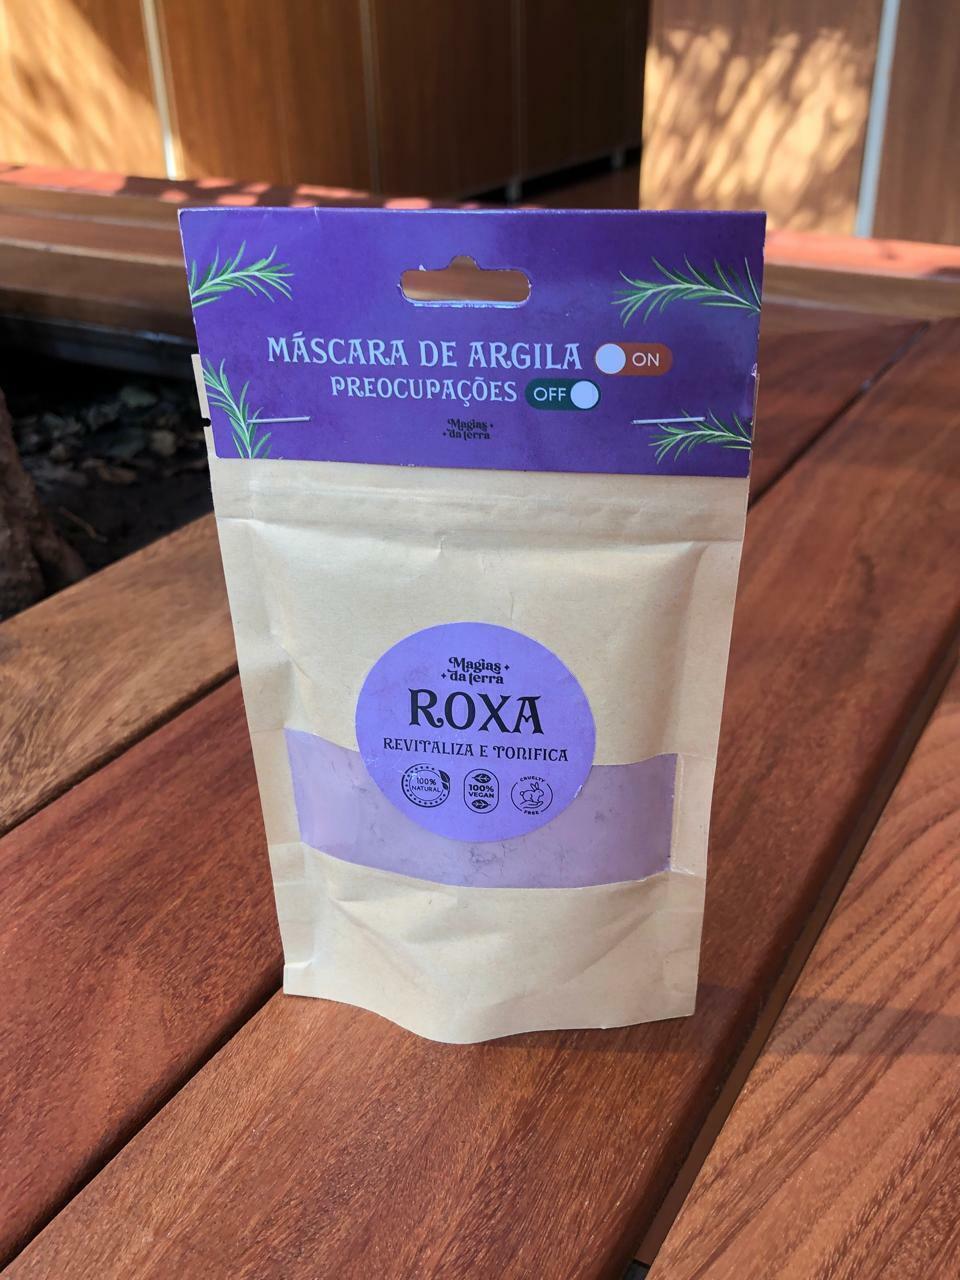 MÁSCARA DE ARGILA ON
PREOCUPAÇÕES OFF
Magias
da terra
Magias
da terra
ROXA
REVITALIZA E TONIFICA
100%
NATURAL
100%
VEGAN
CRUELTY
FREE